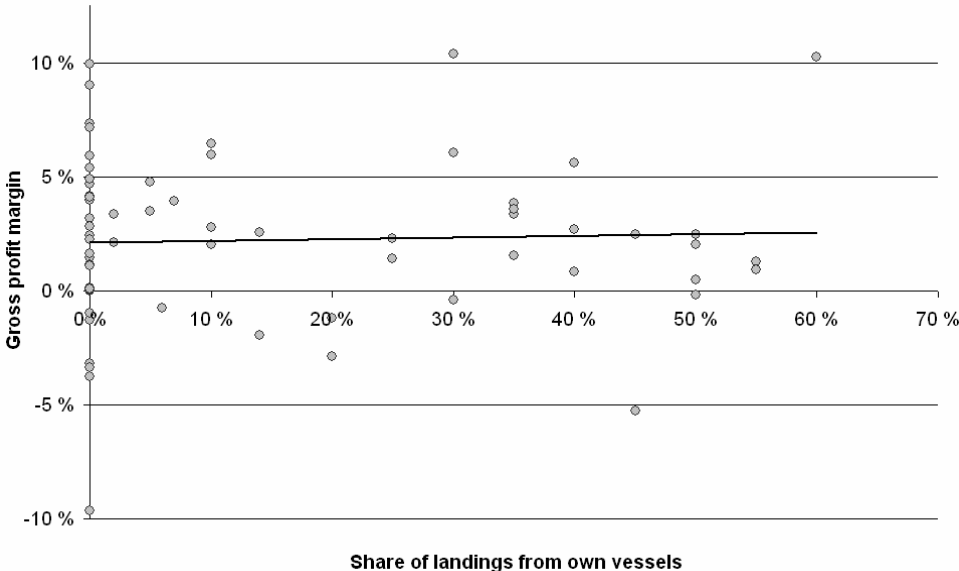 10 %
5 %
0 %
-5 %
-10 %
Gross profit margin
0% 10 % 20 % 30 % 40 % 50 % 60 % 70 %
Share of landings from own vessels